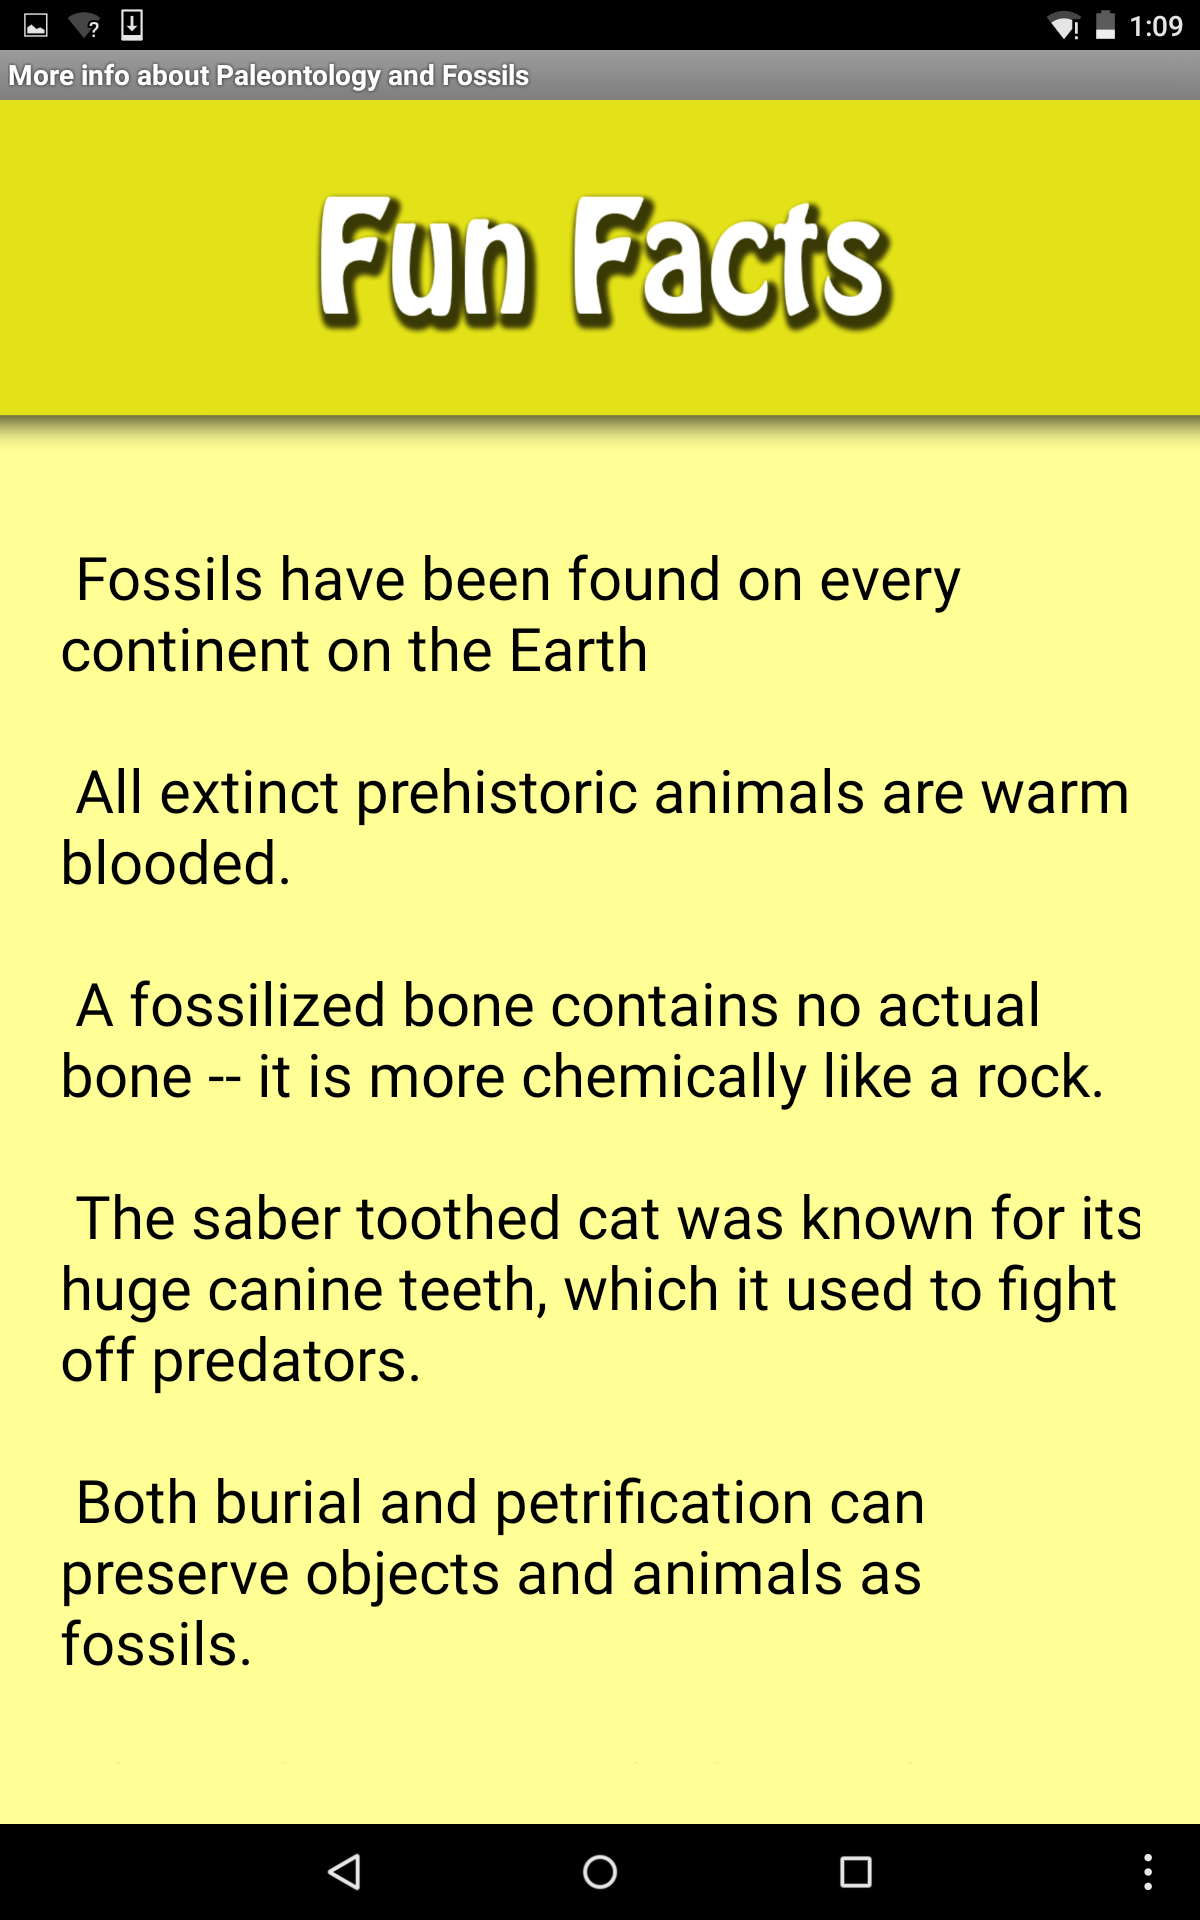 1:09
More info about Paleontology and Fossils
Fun Facts
Fossils have been found on every
continent on the Earth
All extinct prehistoric animals are warm
blooded.
A fossilized bone contains no actual
bone -- it is more chemically like a rock.
The saber toothed cat was known for its
huge canine teeth, which it used to fight
off predators.
Both burial and petrification can
preserve objects and animals as
fossils.